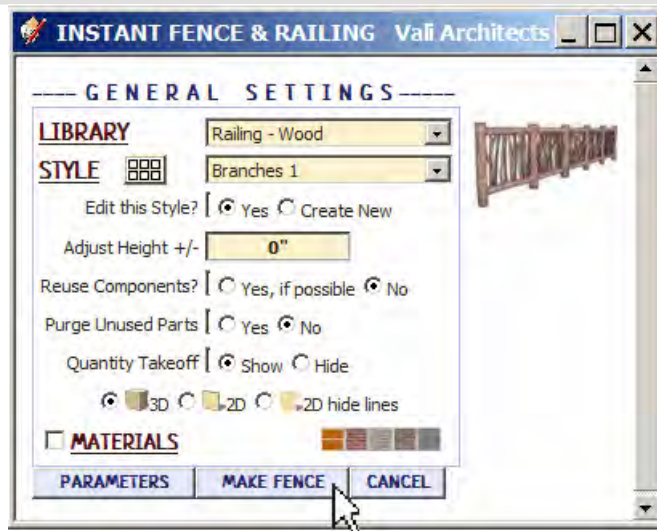 INSTANT FENCE & RAILING Vali Architects
---- GENERAL SETTINGS-----
LIBRARY Railing - Wood
STYLE Branches 1
Edit this Style? Yes Create New
Adjust Height +/- 0"
Reuse Components? Yes, if possible No
Purge Unused Parts Yes No
Quantity Takeoff Show Hide
3D 2D 2D hide lines
MATERIALS
PARAMETERS MAKE FENCE CANCEL